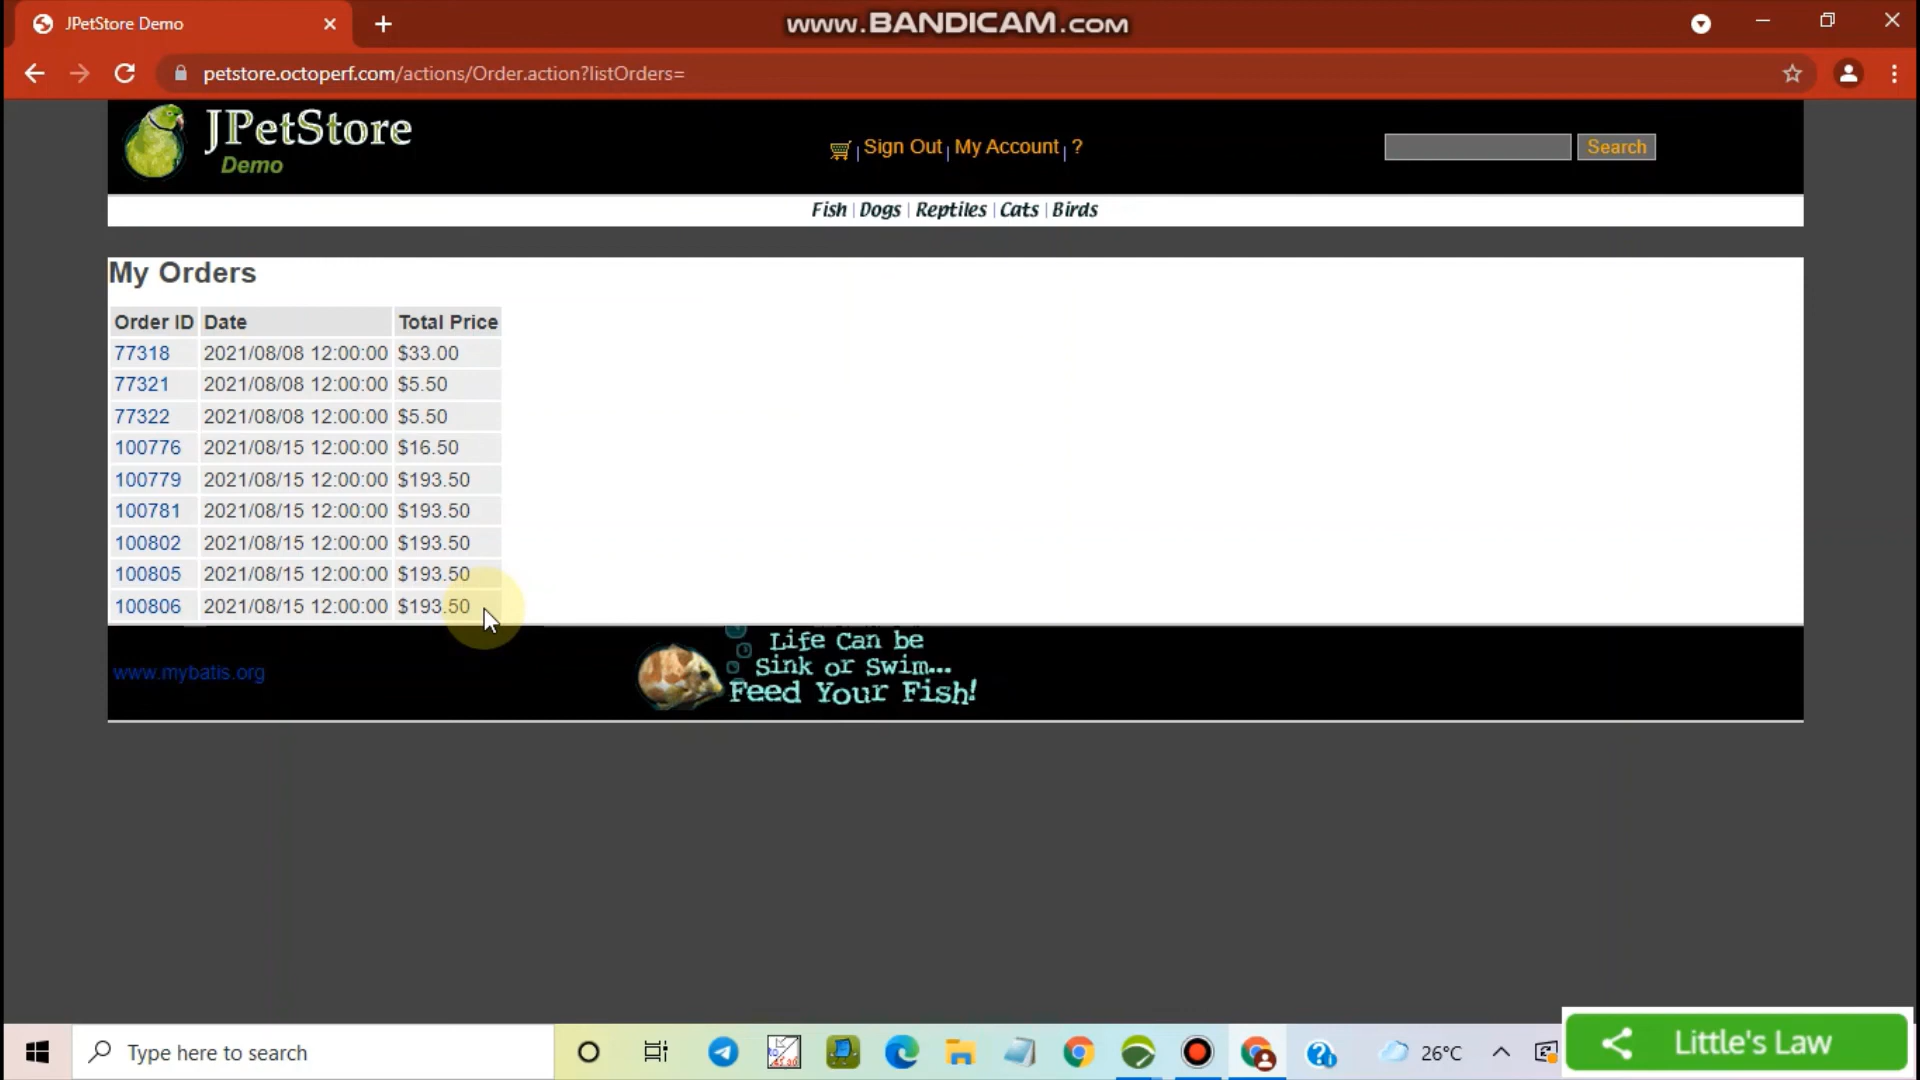 JPetStore Demo
www.BANDICAM.com
petstore.octoperf.com/actions/Order.action?listOrders=
JPetStore
Demo
Sign Out | My Account | ?
Search
Fish | Dogs | Reptiles | Cats | Birds
My Orders
Order ID Date Total Price
77318 2021/08/08 12:00:00 $33.00
77321 2021/08/08 12:00:00 $5.50
77322 2021/08/08 12:00:00 $5.50
100776 2021/08/15 12:00:00 $16.50
100779 2021/08/15 12:00:00 $193.50
100781 2021/08/15 12:00:00 $193.50
100802 2021/08/15 12:00:00 $193.50
100805 2021/08/15 12:00:00 $193.50
100806 2021/08/15 12:00:00 $193.50
www.mybatis.org
Life Can be
Sink or Swim...
Feed Your Fish!
Type here to search
26°C
Little's Law